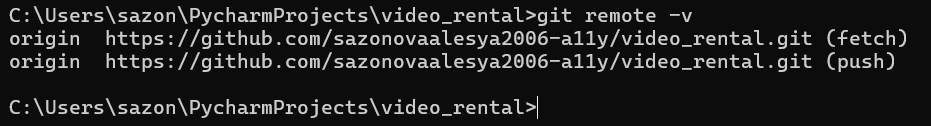 C:\Users\sazon\PycharmProjects\video_rental>git remote -v
origin  https://github.com/sazonovaalesya2006-a11y/video_rental.git (fetch)
origin  https://github.com/sazonovaalesya2006-a11y/video_rental.git (push)
C:\Users\sazon\PycharmProjects\video_rental>